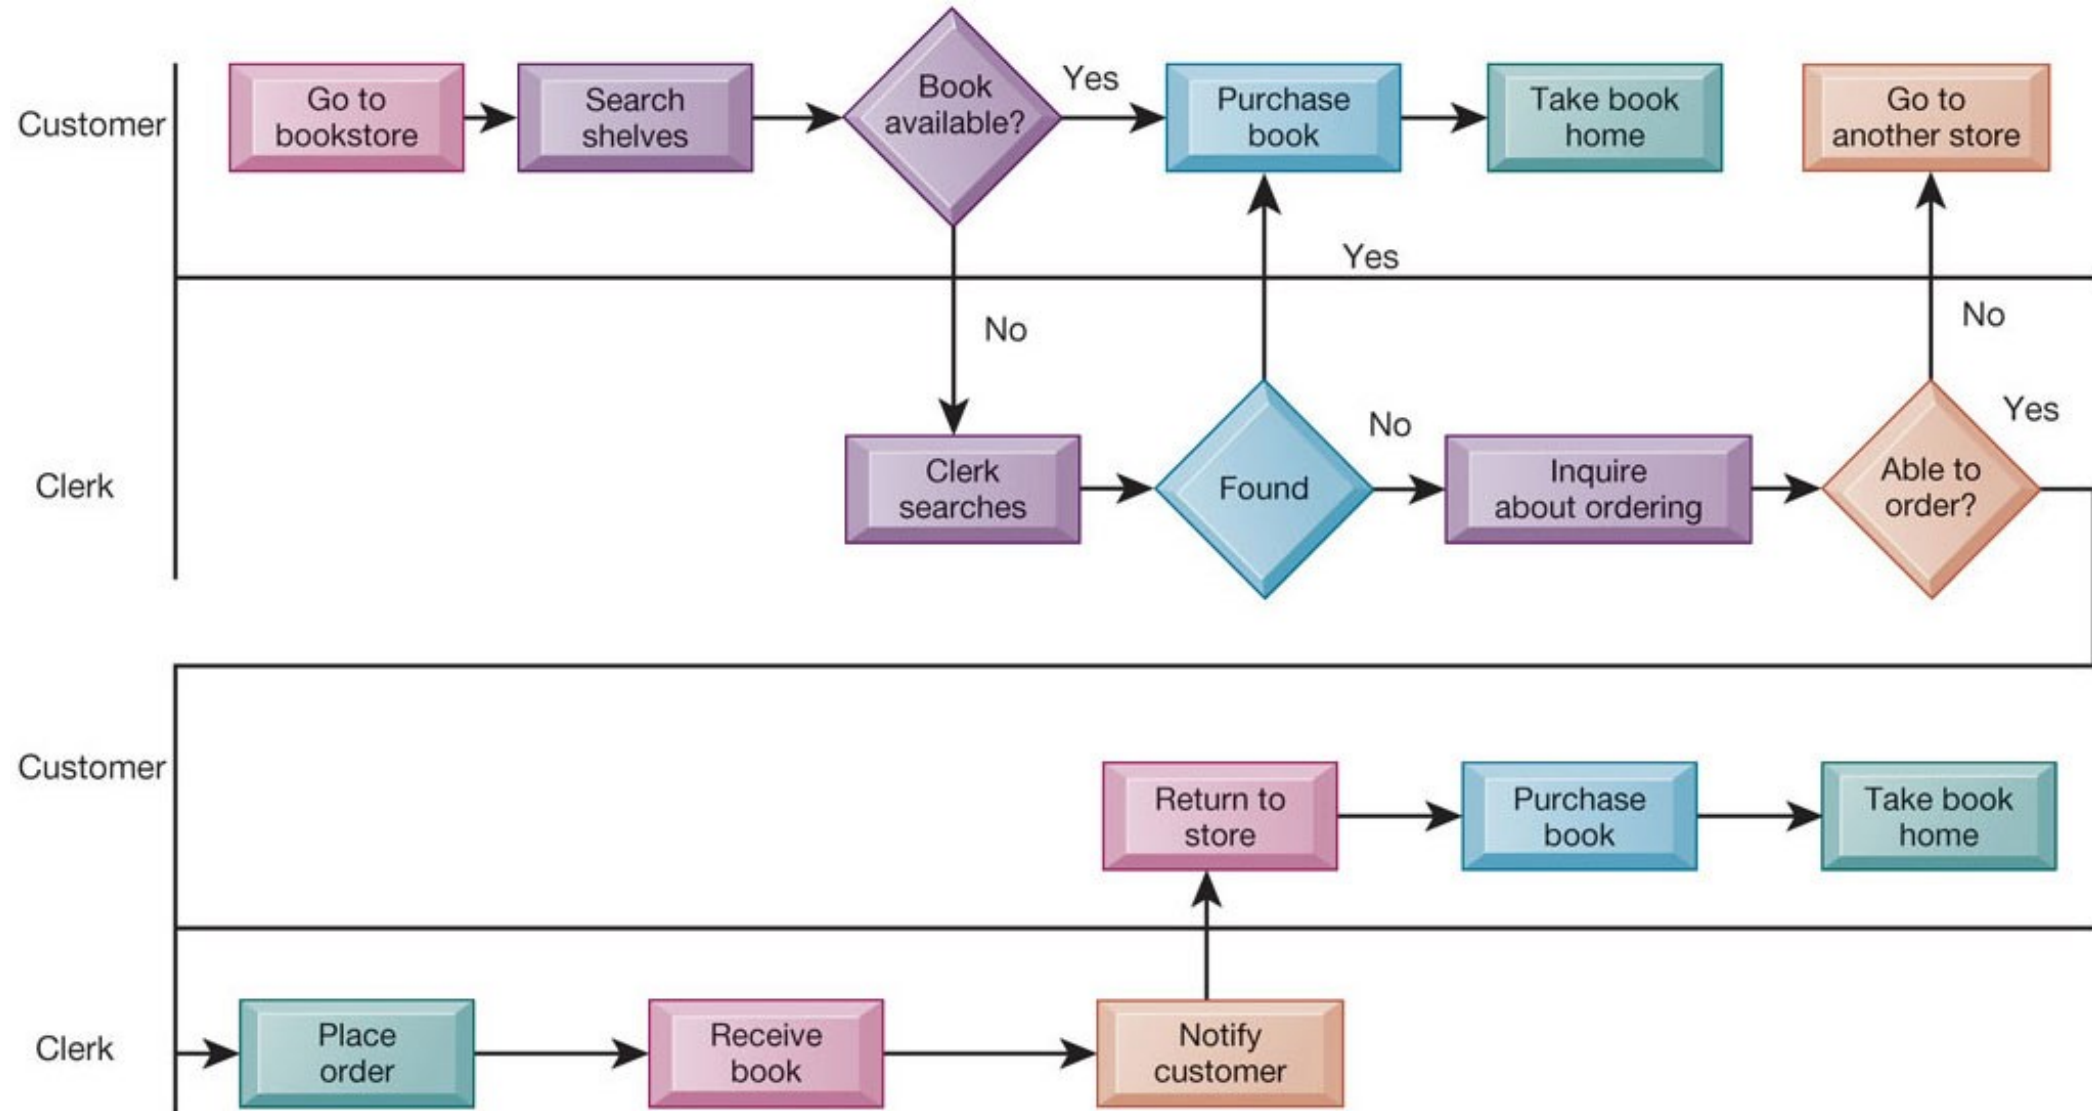 Customer
Go to
bookstore
Search
shelves
Book
available?
Yes
Purchase
book
Take book
home
Go to
another store
Yes
No
No
Clerk
Clerk
searches
Found
No
Inquire
about ordering
Able to
order?
Yes
Customer
Return to
store
Purchase
book
Take book
home
Clerk
Place
order
Receive
book
Notify
customer